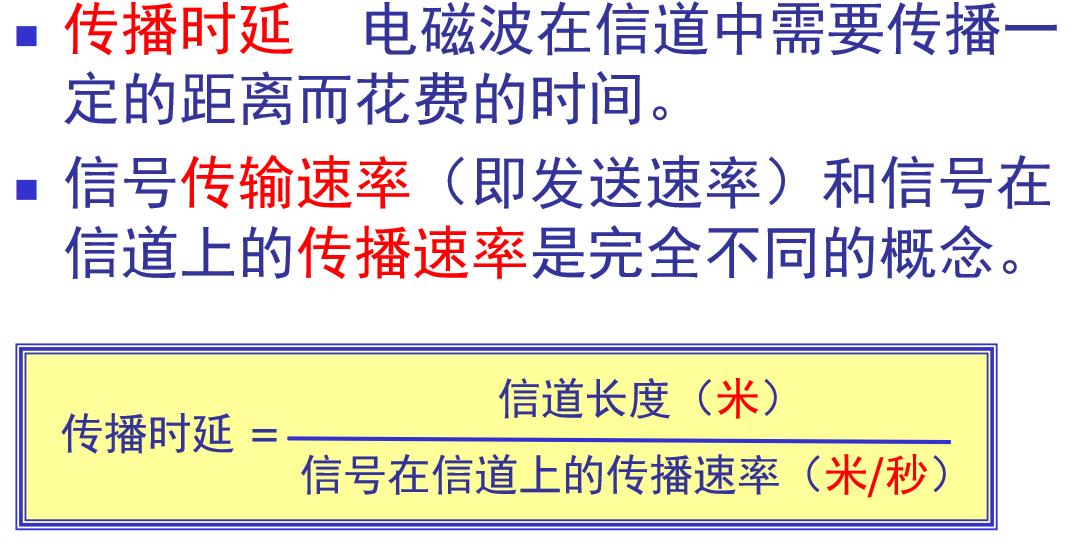 ■ 传播时延 电磁波在信道中需要传播一
定的距离而花费的时间。
■ 信号传输速率（即发送速率）和信号在
信道上的传播速率是完全不同的概念。
信道长度（米）
传播时延 =
信号在信道上的传播速率（米/秒）